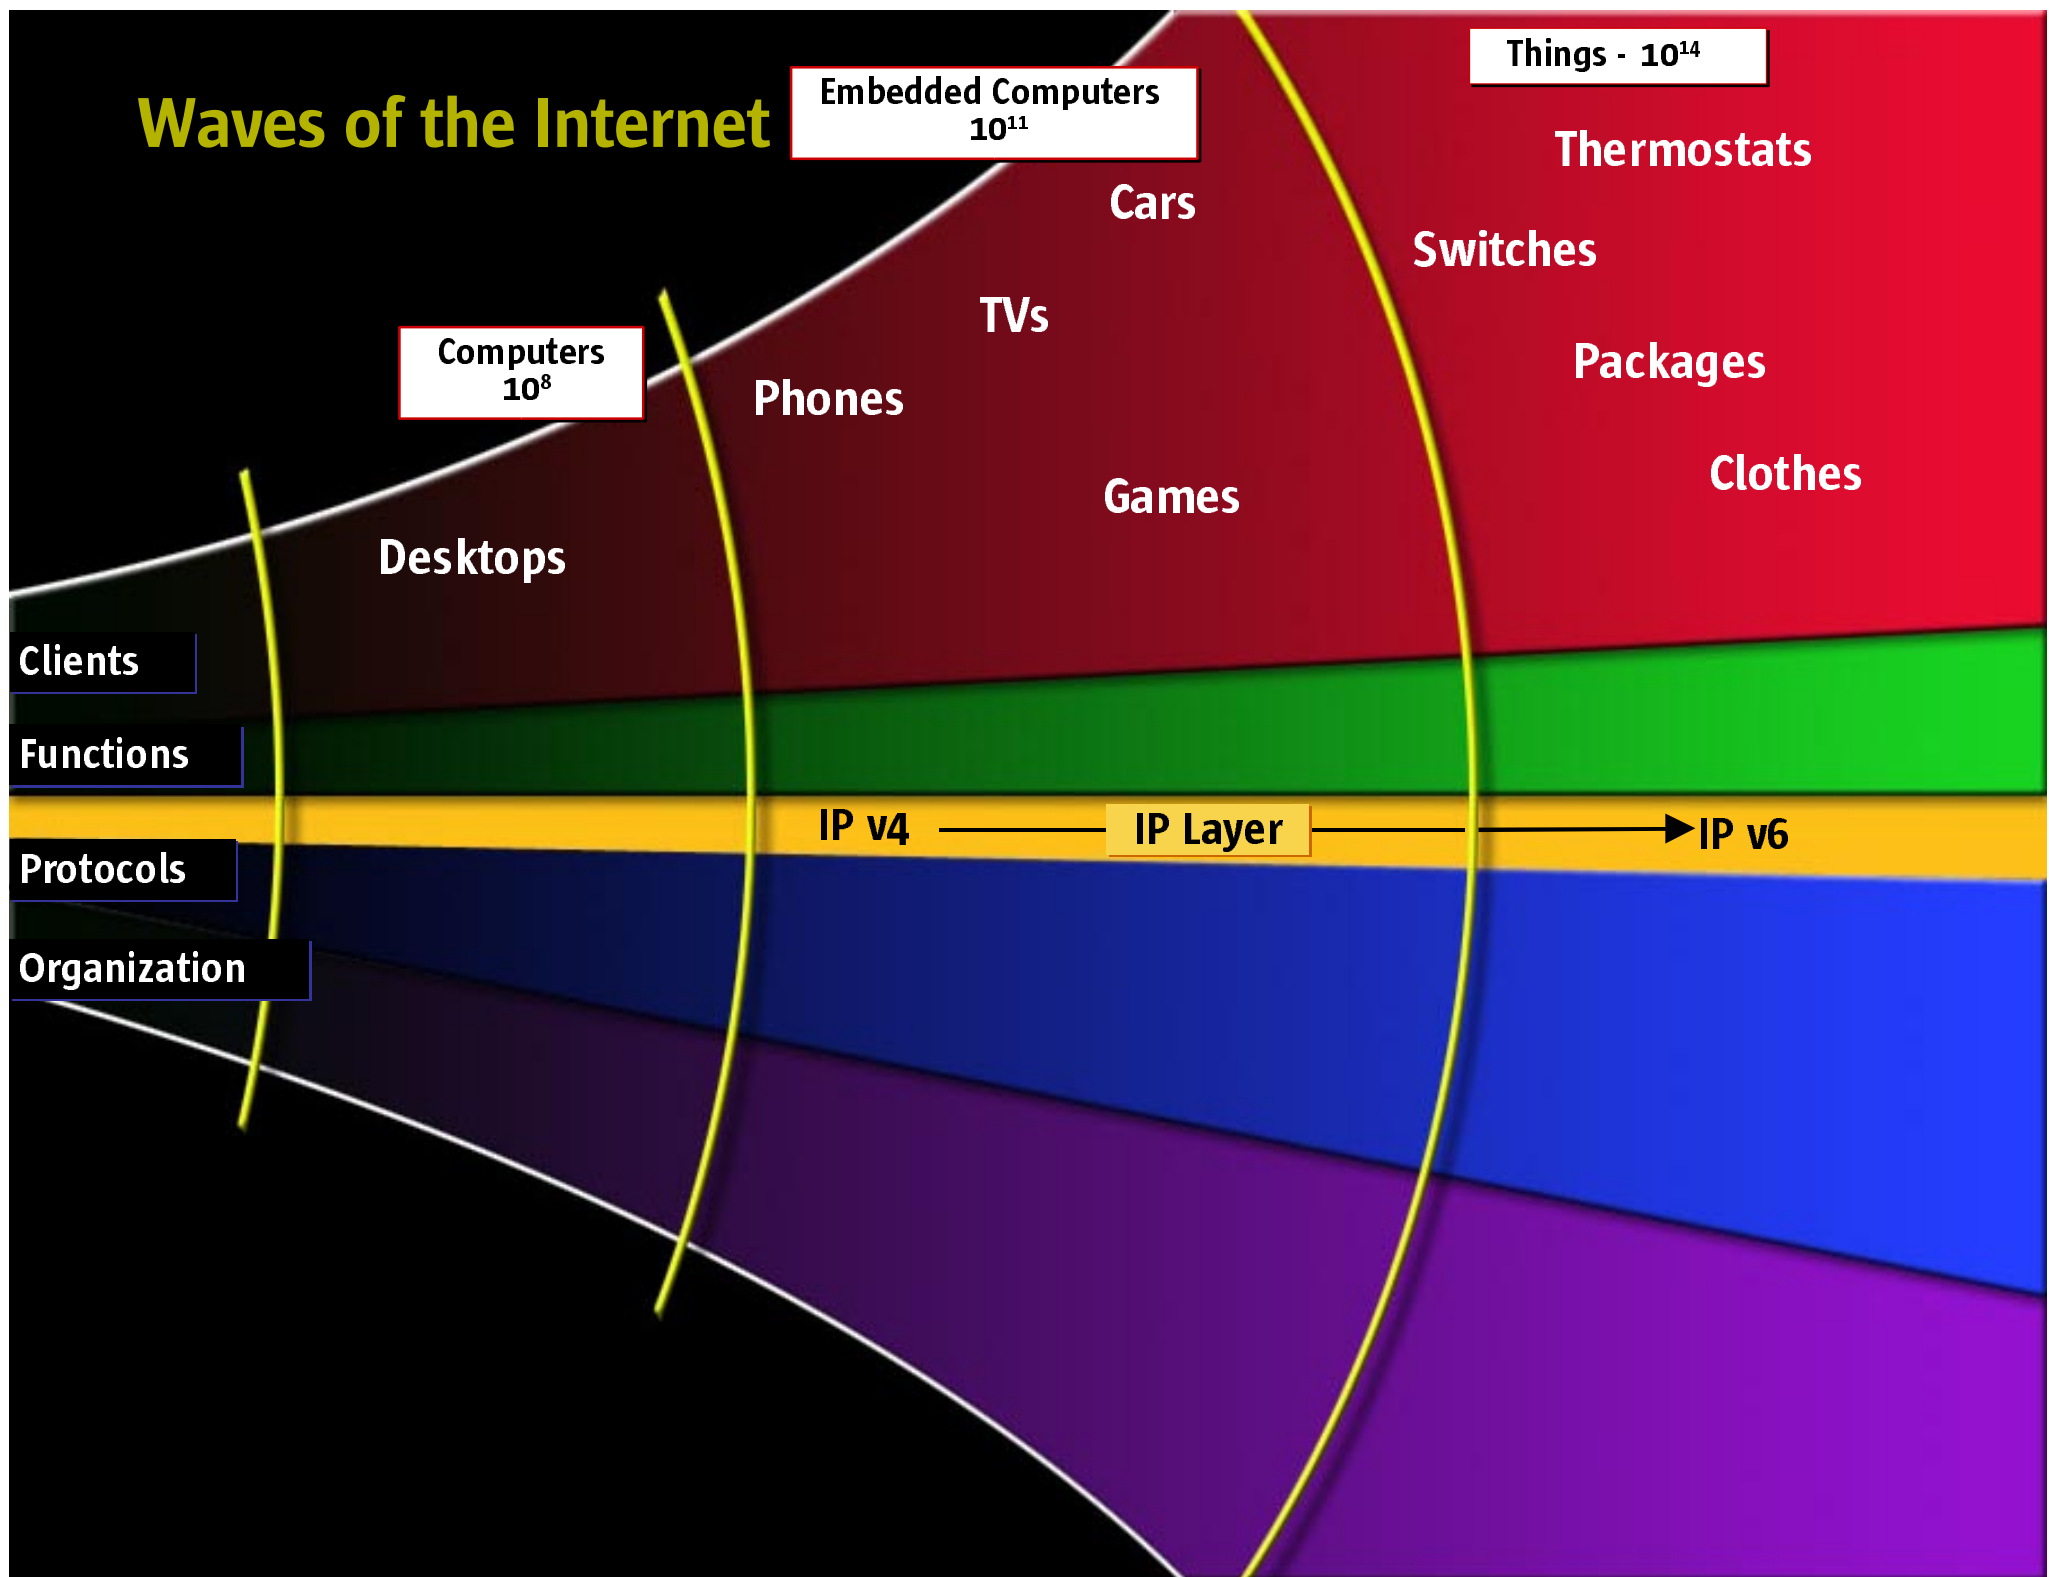 Waves of the Internet
Computers
10⁸
Embedded Computers
10¹¹
Things - 10¹⁴
Thermostats
Cars
Switches
TVs
Packages
Phones
Clothes
Games
Desktops
Clients
Functions
IP v4
IP Layer
IP v6
Protocols
Organization